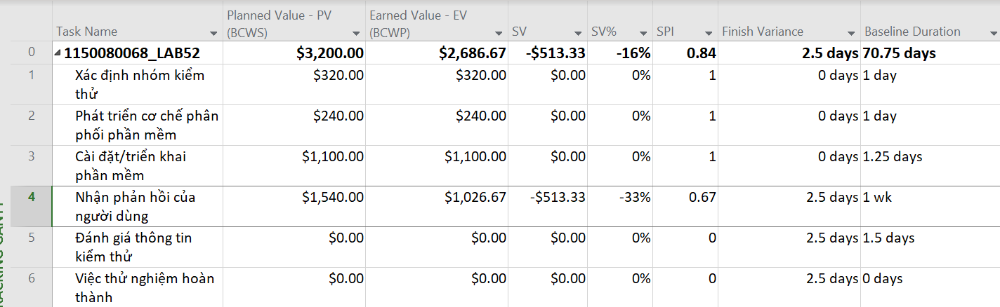 Task Name Planned Value - PV (BCWS) Earned Value - EV (BCWP) SV SV% SPI Finish Variance Baseline Duration
0 1150080068_LAB52 $3,200.00 $2,686.67 -$513.33 -16% 0.84 2.5 days 70.75 days
1 Xác định nhóm kiểm $320.00 $320.00 $0.00 0% 1 0 days 1 day
thử
2 Phát triển cơ chế phân $240.00 $240.00 $0.00 0% 1 0 days 1 day
phối phần mềm
3 Cài đặt/triển khai $1,100.00 $1,100.00 $0.00 0% 1 0 days 1.25 days
phần mềm
4 Nhận phản hồi của $1,540.00 $1,026.67 -$513.33 -33% 0.67 2.5 days 1 wk
người dùng
5 Đánh giá thông tin $0.00 $0.00 $0.00 0% 0 2.5 days 1.5 days
kiểm thử
6 Việc thử nghiệm hoàn $0.00 $0.00 $0.00 0% 0 2.5 days 0 days
thành